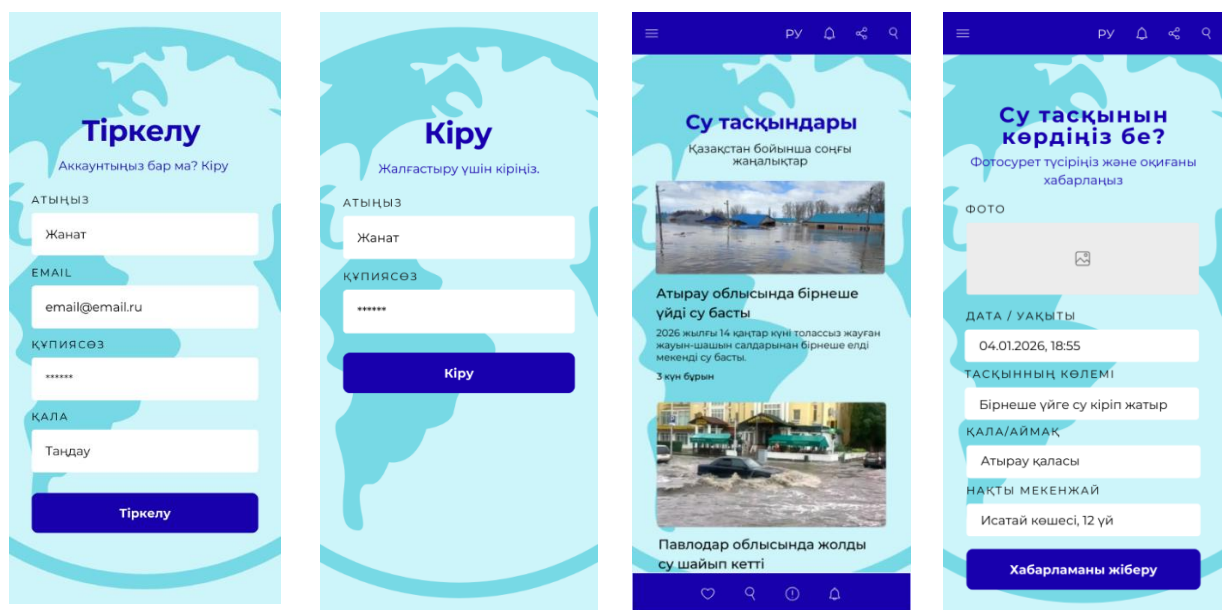 Тіркелу
Аккаунтыңыз бар ма? Кіру
АТЫҢЫЗ
Жанат
EMAIL
email@email.ru
ҚҰПИЯСӨЗ
******
ҚАЛА
Таңдау
Тіркелу
Кіру
Жалғастыру үшін кіріңіз.
АТЫҢЫЗ
Жанат
ҚҰПИЯСӨЗ
******
Кіру
РУ
Су тасқындары
Қазақстан бойынша соңғы
жаңалықтар
Атырау облысында бірнеше
үйді су басты
2026 жылғы 14 қаңтар күні толассыз жауған
жауын-шашын салдарынан бірнеше елді
мекенді су басты.
3 күн бұрын
Павлодар облысында жолды
су шайып кетті
РУ
Су тасқынын
көрдіңіз бе?
Фотосурет түсіріңіз және оқиғаны
хабарлаңыз
ФОТО
ДАТА / УАҚЫТЫ
04.01.2026, 18:55
ТАСҚЫННЫҢ КӨЛЕМІ
Бірнеше үйге су кіріп жатыр
ҚАЛА/АЙМАҚ
Атырау қаласы
НАҚТЫ МЕКЕНЖАЙ
Исатай көшесі, 12 үй
Хабарламаны жіберу